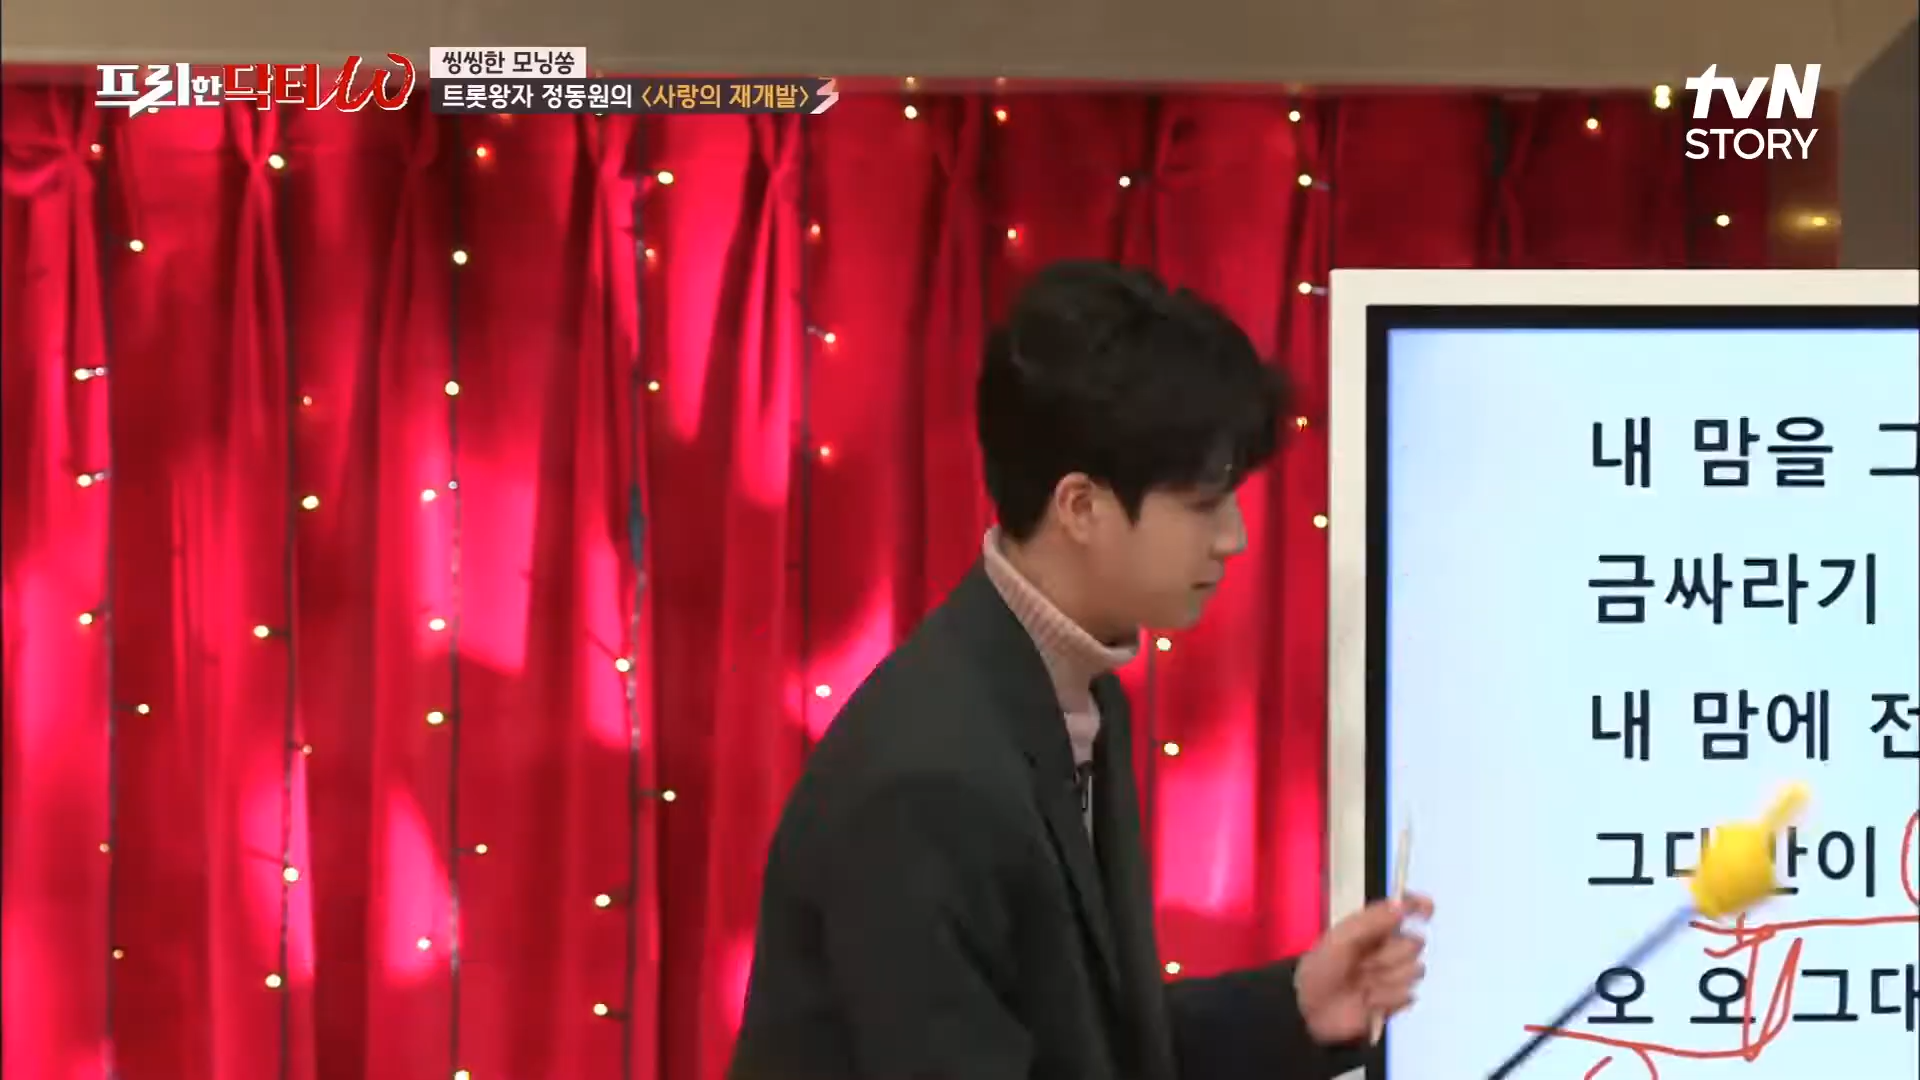 프리한닥터W
씽씽한 모닝쏭
트롯왕자 정동원의 <사랑의 재개발>
tvN
STORY
내 맘을 그
금싸라기
내 맘에 전
이
오 오 그대